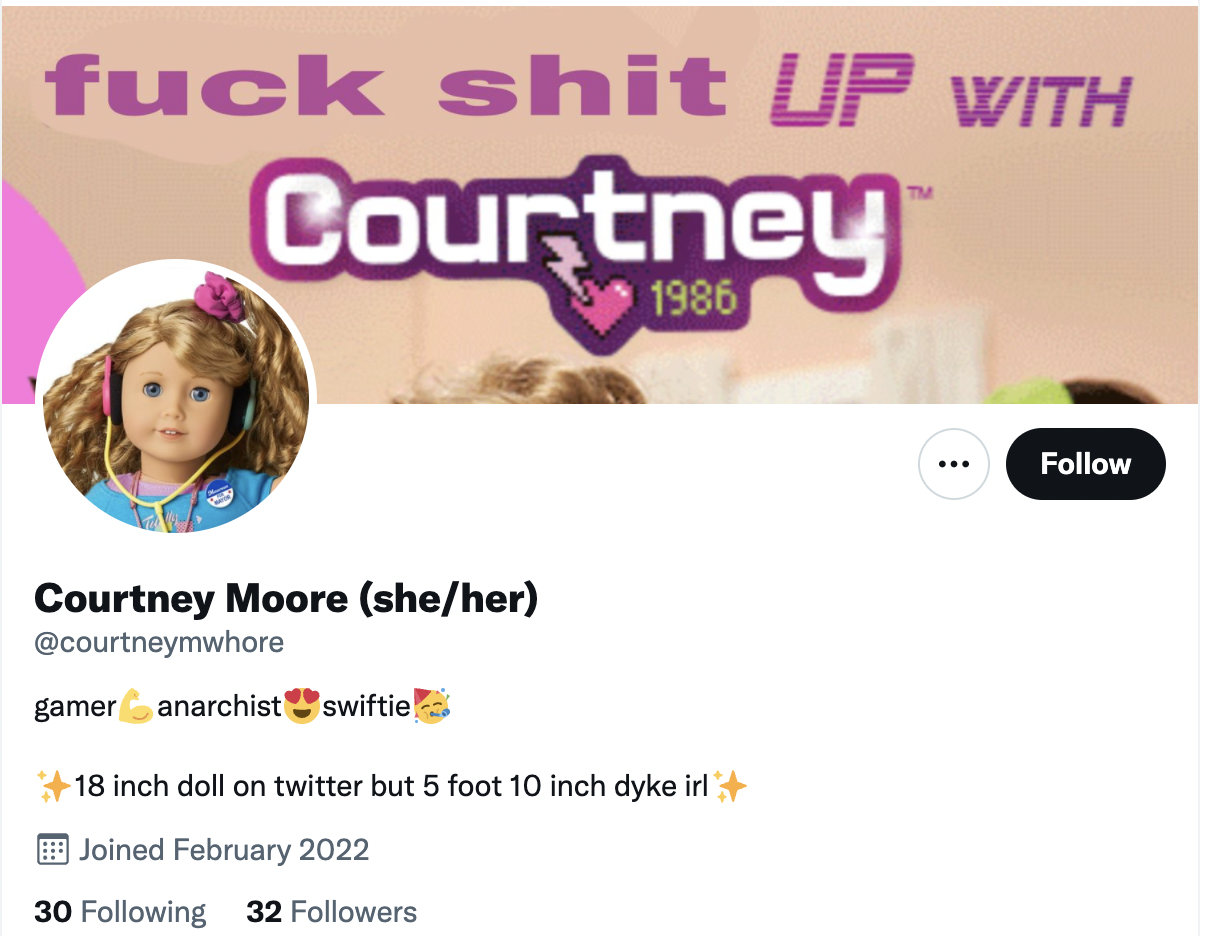 fuck shit UP WITH
Courtney™
1986
Follow
Courtney Moore (she/her)
@courtneymwhore
gamer💪anarchist😍swiftie🥳
✨18 inch doll on twitter but 5 foot 10 inch dyke irl✨
Joined February 2022
30 Following 32 Followers